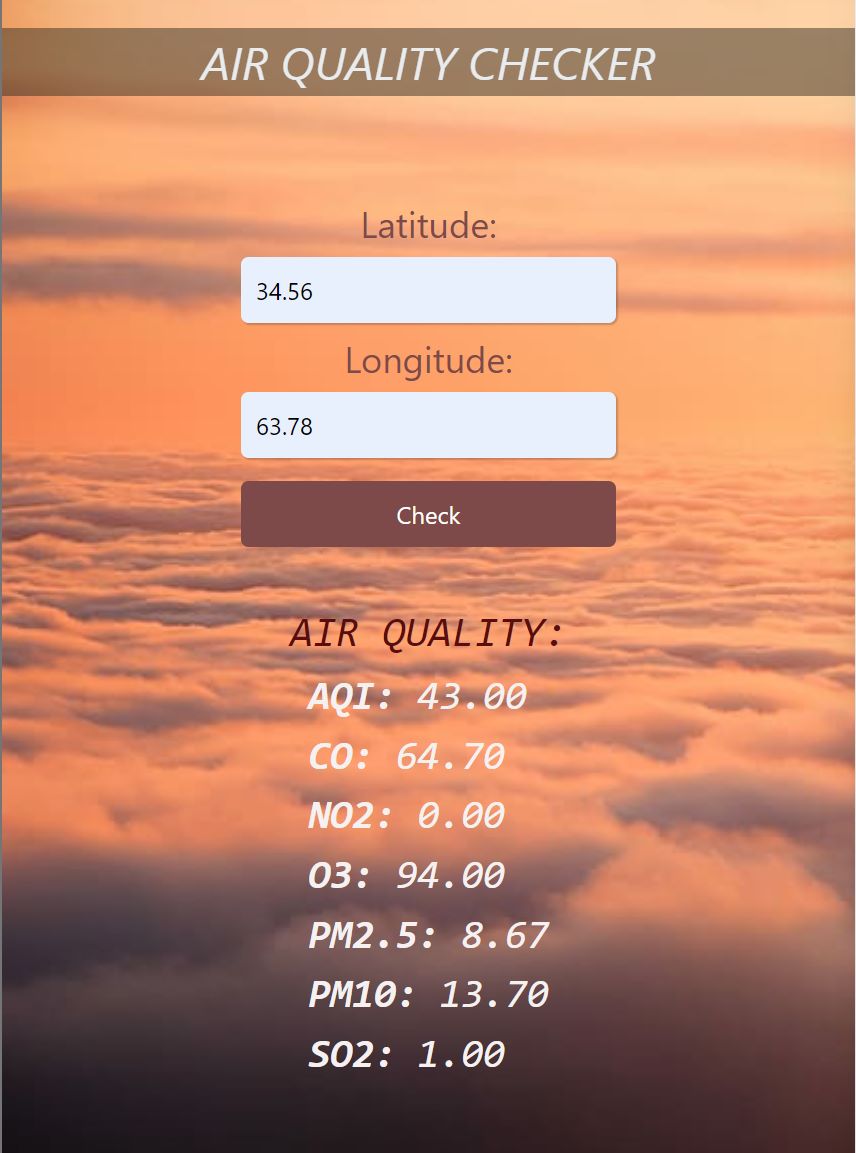 AIR QUALITY CHECKER
Latitude:
34.56
Longitude:
63.78
Check
AIR QUALITY:
AQI: 43.00
CO: 64.70
NO2: 0.00
O3: 94.00
PM2.5: 8.67
PM10: 13.70
SO2: 1.00